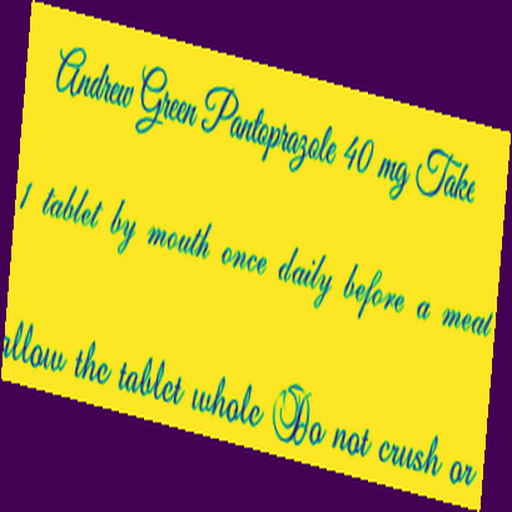 Andrew Green Pantoprazole 40 mg Take
1 tablet by mouth once daily before a meal
allow the tablet whole Do not crush or